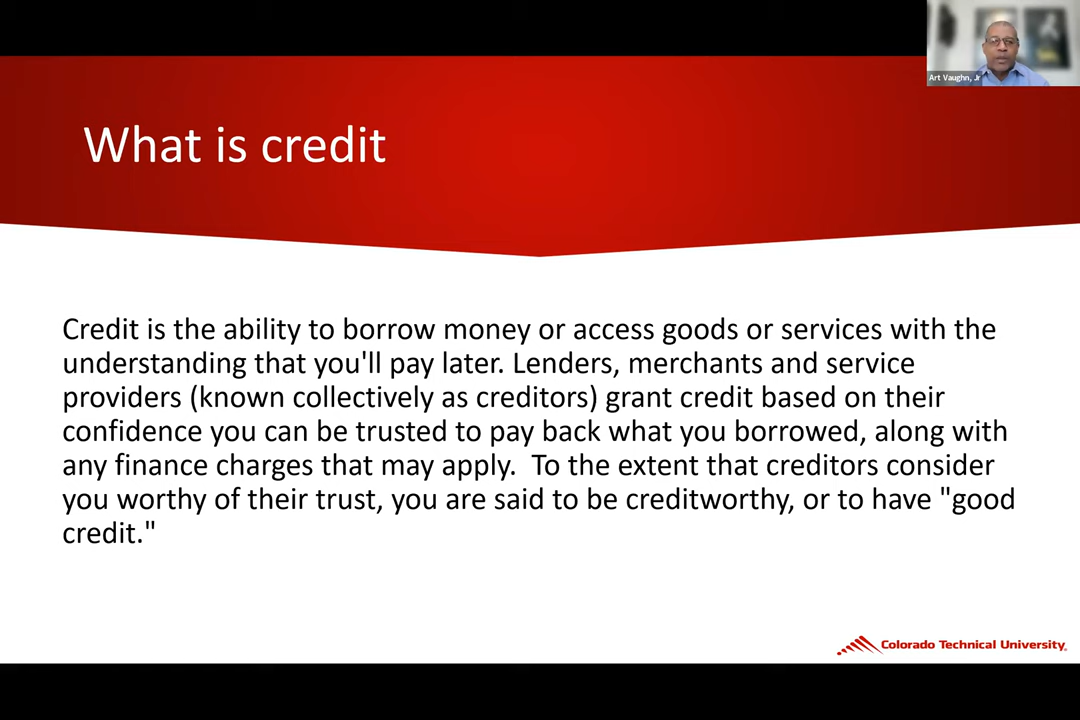 Art Vaughn, Jr
What is credit
Credit is the ability to borrow money or access goods or services with the
understanding that you'll pay later. Lenders, merchants and service
providers (known collectively as creditors) grant credit based on their
confidence you can be trusted to pay back what you borrowed, along with
any finance charges that may apply.  To the extent that creditors consider
you worthy of their trust, you are said to be creditworthy, or to have "good
credit."
Colorado Technical University®